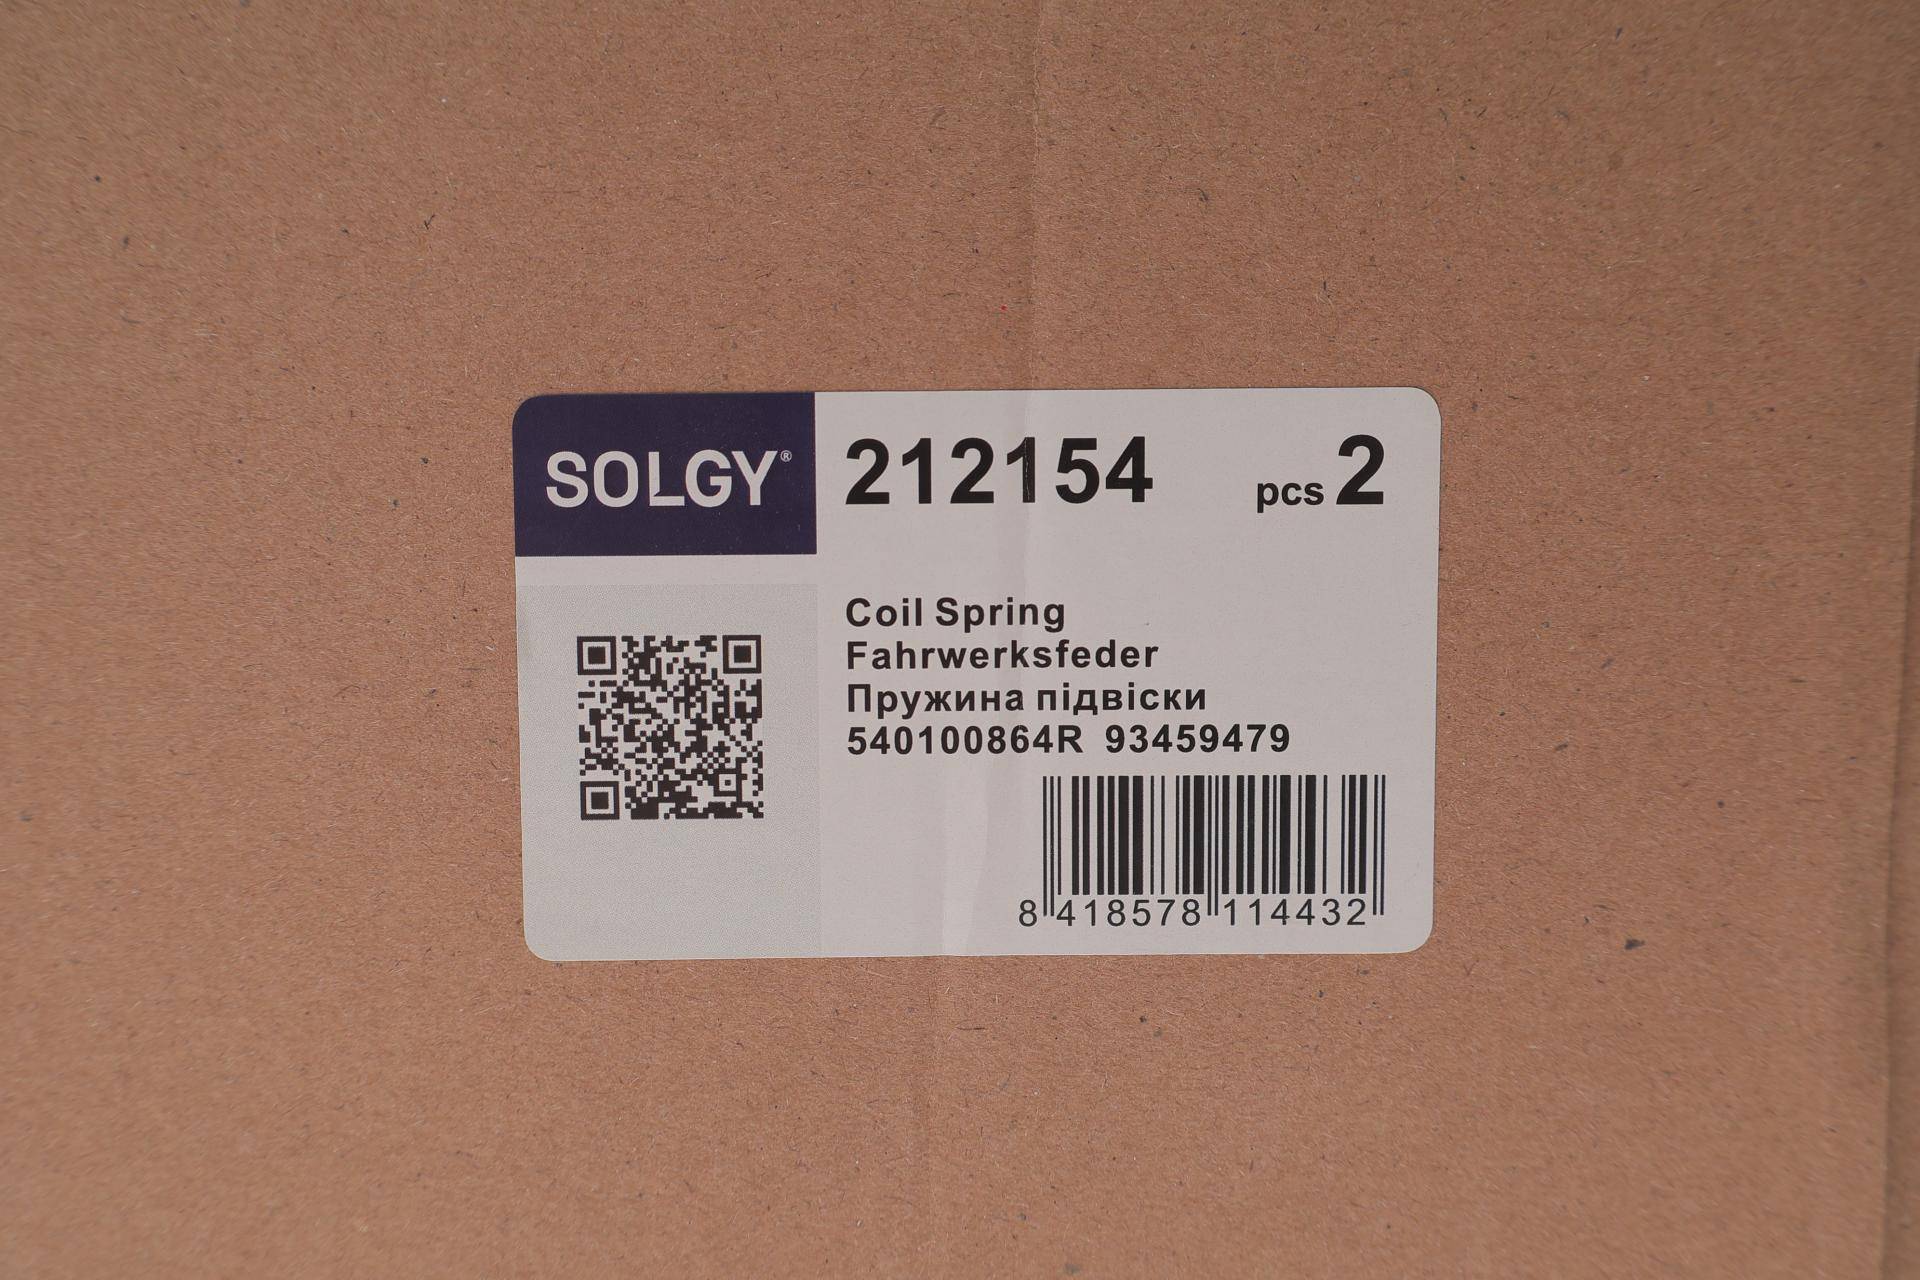 SOLGY®
212154 pcs 2
Coil Spring
Fahrwerksfeder
Пружина підвіски
540100864R 93459479
8 418578 114432